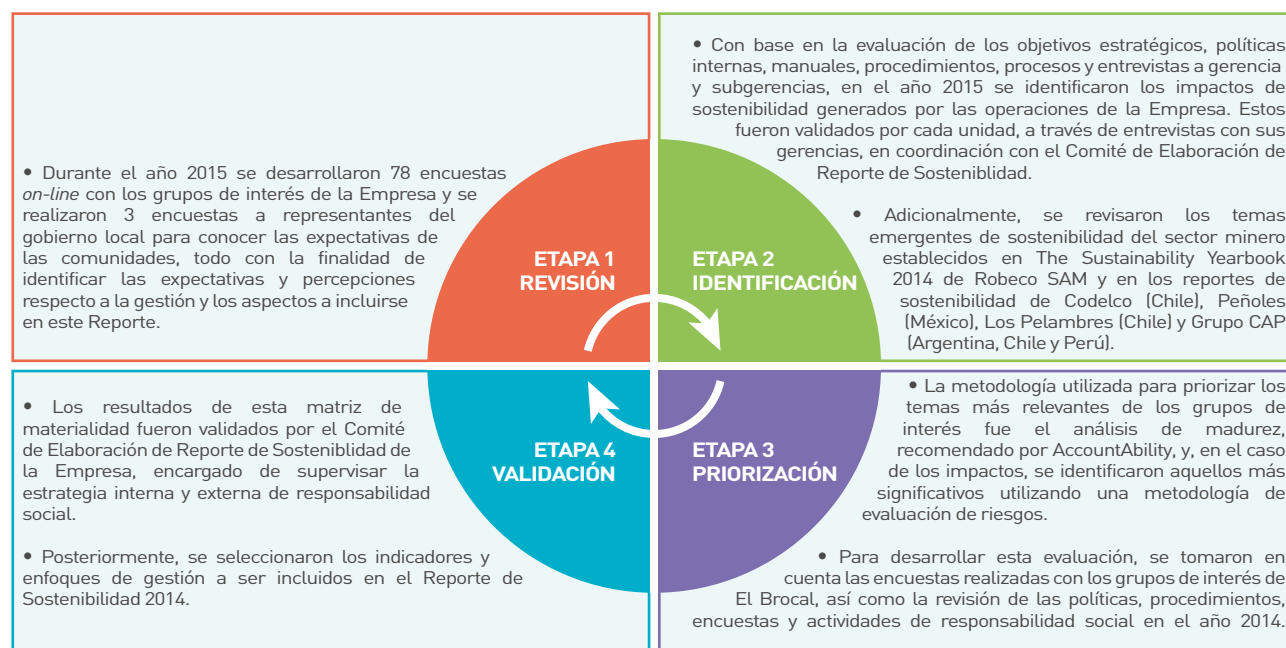 • Durante el año 2015 se desarrollaron 78 encuestas
on-line con los grupos de interés de la Empresa y se
realizaron 3 encuestas a representantes del
gobierno local para conocer las expectativas de
las comunidades, todo con la finalidad de
identificar las expectativas y percepciones
respecto a la gestión y los aspectos a incluirse
en este Reporte.
ETAPA 1
REVISIÓN
• Con base en la evaluación de los objetivos estratégicos, políticas
internas, manuales, procedimientos, procesos y entrevistas a gerencia
y subgerencias, en el año 2015 se identificaron los impactos de
sostenibilidad generados por las operaciones de la Empresa. Estos
fueron validados por cada unidad, a través de entrevistas con sus
gerencias, en coordinación con el Comité de Elaboración de
Reporte de Sosteniblidad.
• Adicionalmente, se revisaron los temas
emergentes de sostenibilidad del sector minero
establecidos en The Sustainability Yearbook
2014 de Robeco SAM y en los reportes de
sostenibilidad de Codelco (Chile), Peñoles
(México), Los Pelambres (Chile) y Grupo CAP
(Argentina, Chile y Perú).
ETAPA 2
IDENTIFICACIÓN
• La metodología utilizada para priorizar los
temas más relevantes de los grupos de
interés fue el análisis de madurez,
recomendado por AccountAbility, y, en el caso
de los impactos, se identificaron aquellos más
significativos utilizando una metodología de
evaluación de riesgos.
• Para desarrollar esta evaluación, se tomaron en
cuenta las encuestas realizadas con los grupos de interés de
El Brocal, así como la revisión de las políticas, procedimientos,
encuestas y actividades de responsabilidad social en el año 2014.
ETAPA 3
PRIORIZACIÓN
• Los resultados de esta matriz de
materialidad fueron validados por el Comité
de Elaboración de Reporte de Sosteniblidad de
la Empresa, encargado de supervisar la
estrategia interna y externa de responsabilidad
social.
• Posteriormente, se seleccionaron los indicadores y
enfoques de gestión a ser incluidos en el Reporte de
Sostenibilidad 2014.
ETAPA 4
VALIDACIÓN